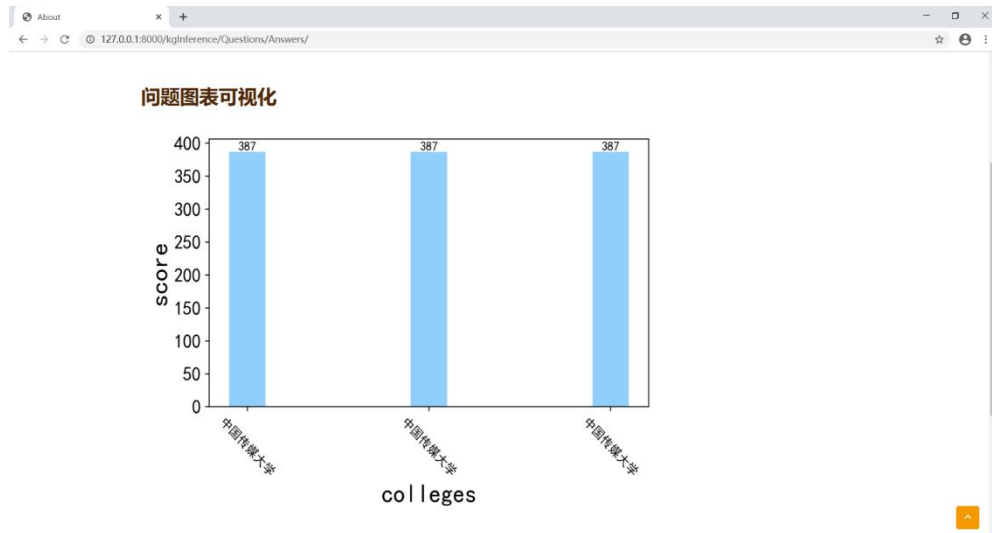 About
127.0.0.1:8000/kgInference/Questions/Answers/
问题图表可视化
400
350
300
250
200
150
100
50
0
score
387
387
387
中国传媒大学
中国传媒大学
中国传媒大学
colleges